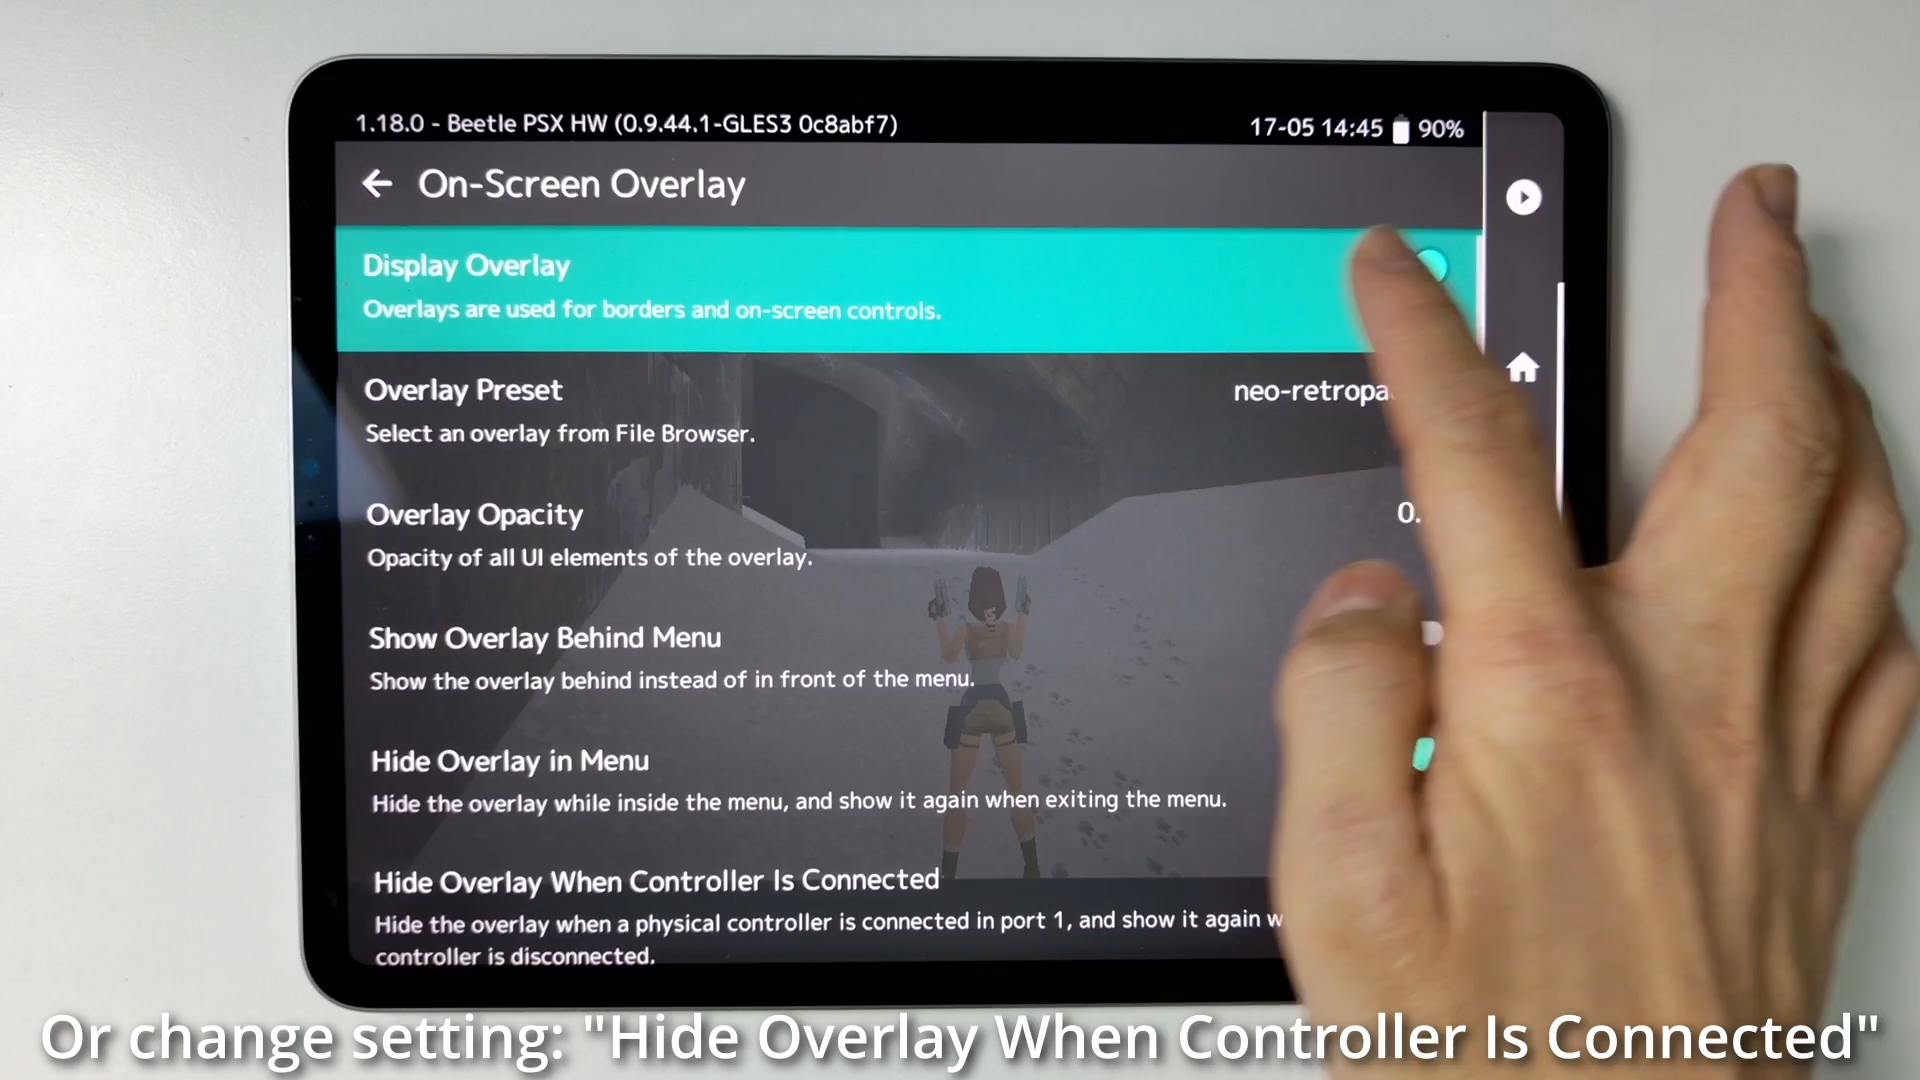 1.18.0 - Beetle PSX HW (0.9.44.1-GLES3 0c8abf7)
17-05 14:45 90%
On-Screen Overlay
Display Overlay
Overlays are used for borders and on-screen controls.
Overlay Preset
neo-retropa
Select an overlay from File Browser.
Overlay Opacity
0.
Opacity of all UI elements of the overlay.
Show Overlay Behind Menu
Show the overlay behind instead of in front of the menu.
Hide Overlay in Menu
Hide the overlay while inside the menu, and show it again when exiting the menu.
Hide Overlay When Controller Is Connected
Hide the overlay when a physical controller is connected in port 1, and show it again w
controller is disconnected.
Or change setting: "Hide Overlay When Controller Is Connected"